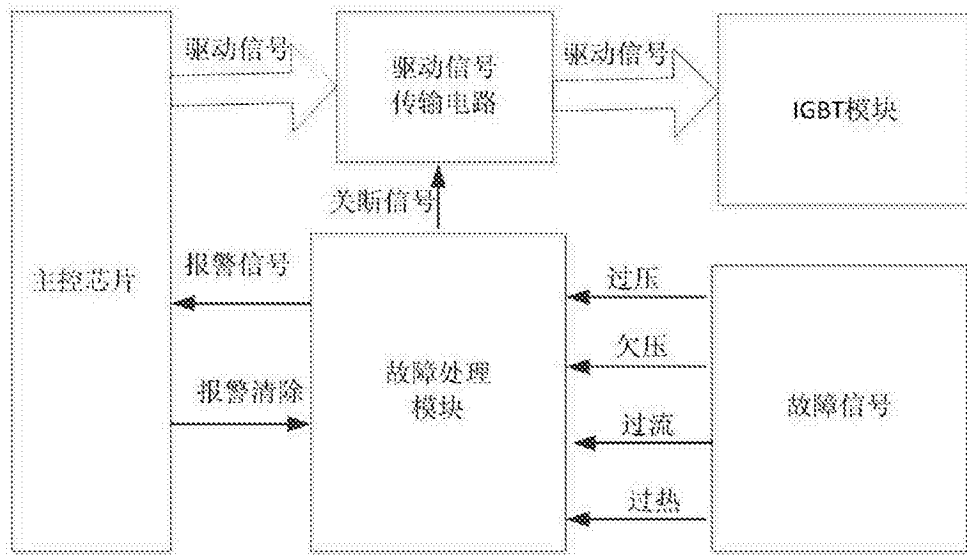 驱动信号
驱动信号
传输电路
驱动信号
IGBT模块
关断信号
主控芯片
报警信号
报警清除
故障处理
模块
过压
欠压
过流
过热
故障信号